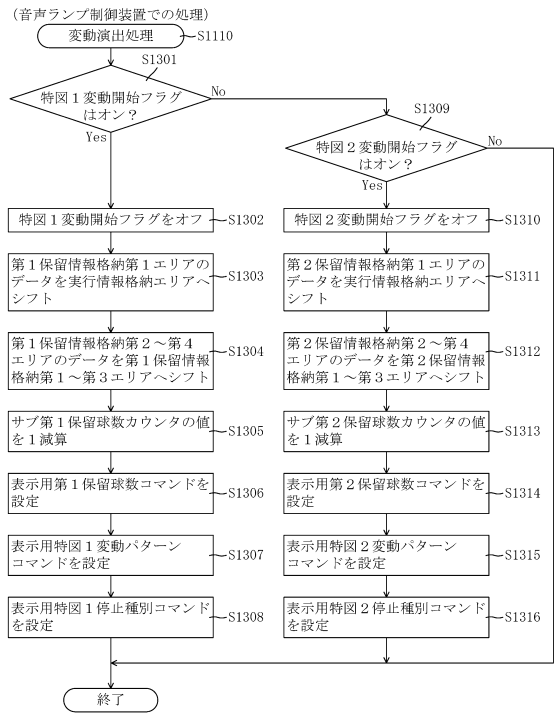 （音声ランプ制御装置での処理）
変動演出処理
S1110
S1301
特図１変動開始フラグ
はオン？
No
Yes
S1309
特図２変動開始フラグ
はオン？
No
Yes
特図１変動開始フラグをオフ
S1302
特図２変動開始フラグをオフ
S1310
第１保留情報格納第１エリアの
データを実行情報格納エリアへ
シフト
S1303
第２保留情報格納第１エリアの
データを実行情報格納エリアへ
シフト
S1311
第１保留情報格納第２～第４
エリアのデータを第１保留情報
格納第１～第３エリアへシフト
S1304
第２保留情報格納第２～第４
エリアのデータを第２保留情報
格納第１～第３エリアへシフト
S1312
サブ第１保留球数カウンタの値
を１減算
S1305
サブ第２保留球数カウンタの値
を１減算
S1313
表示用第１保留球数コマンドを
設定
S1306
表示用第２保留球数コマンドを
設定
S1314
表示用特図１変動パターン
コマンドを設定
S1307
表示用特図２変動パターン
コマンドを設定
S1315
表示用特図１停止種別コマンド
を設定
S1308
表示用特図２停止種別コマンド
を設定
S1316
終了